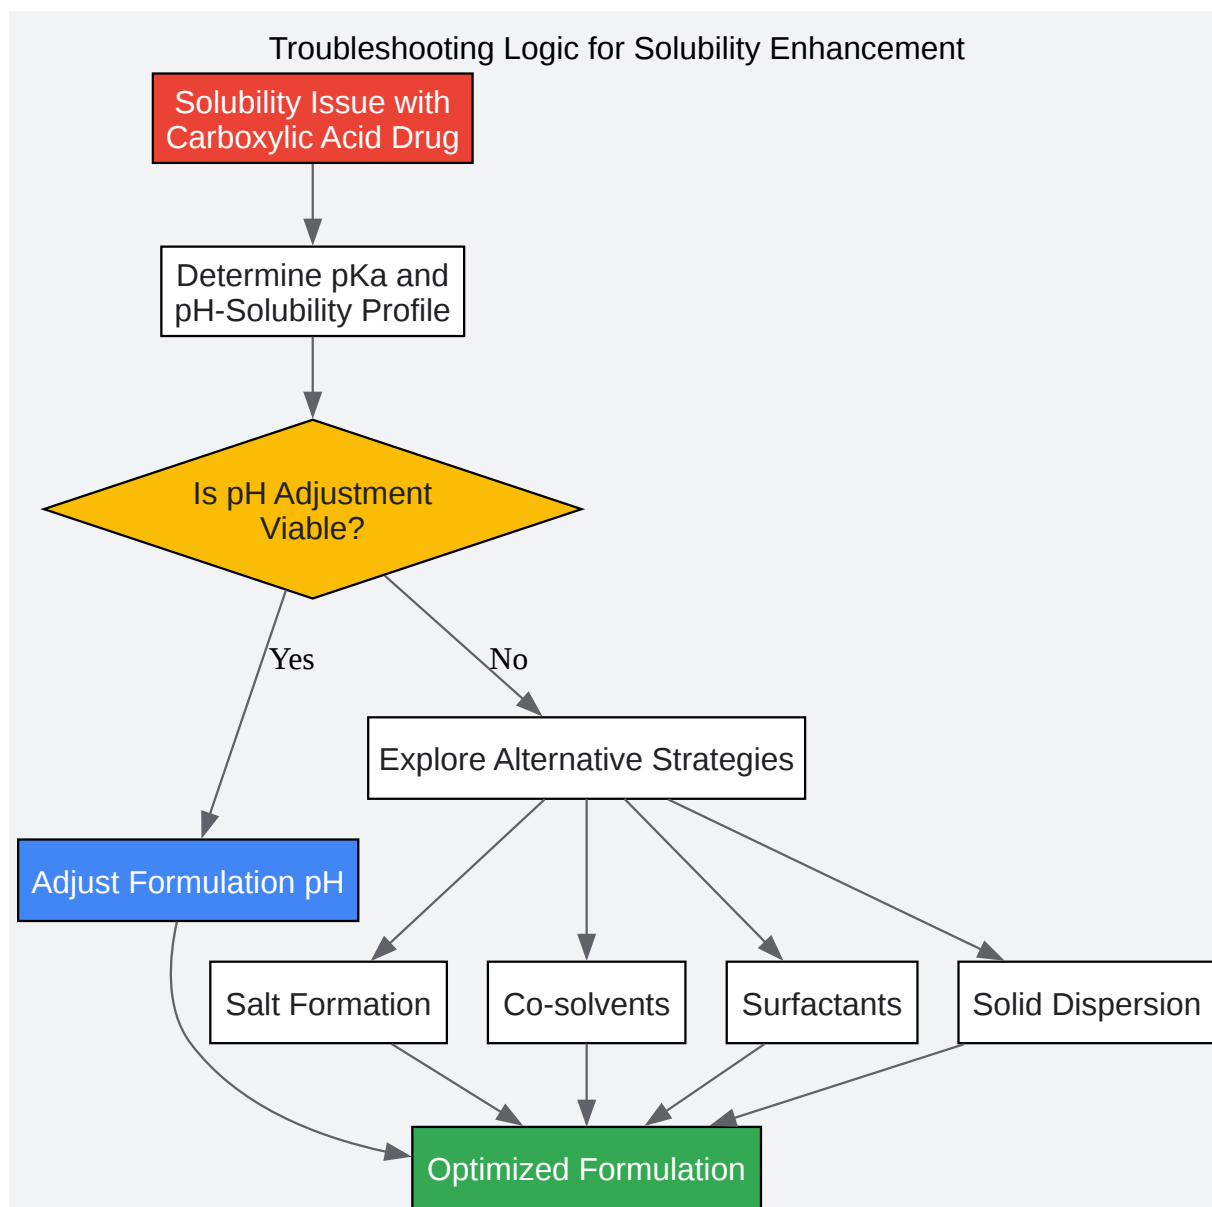 Troubleshooting Logic for Solubility Enhancement
Solubility Issue with
Carboxylic Acid Drug
Determine pKa and
pH-Solubility Profile
Is pH Adjustment
Viable?
Yes
No
Explore Alternative Strategies
Adjust Formulation pH
Salt Formation
Co-solvents
Surfactants
Solid Dispersion
Optimized Formulation